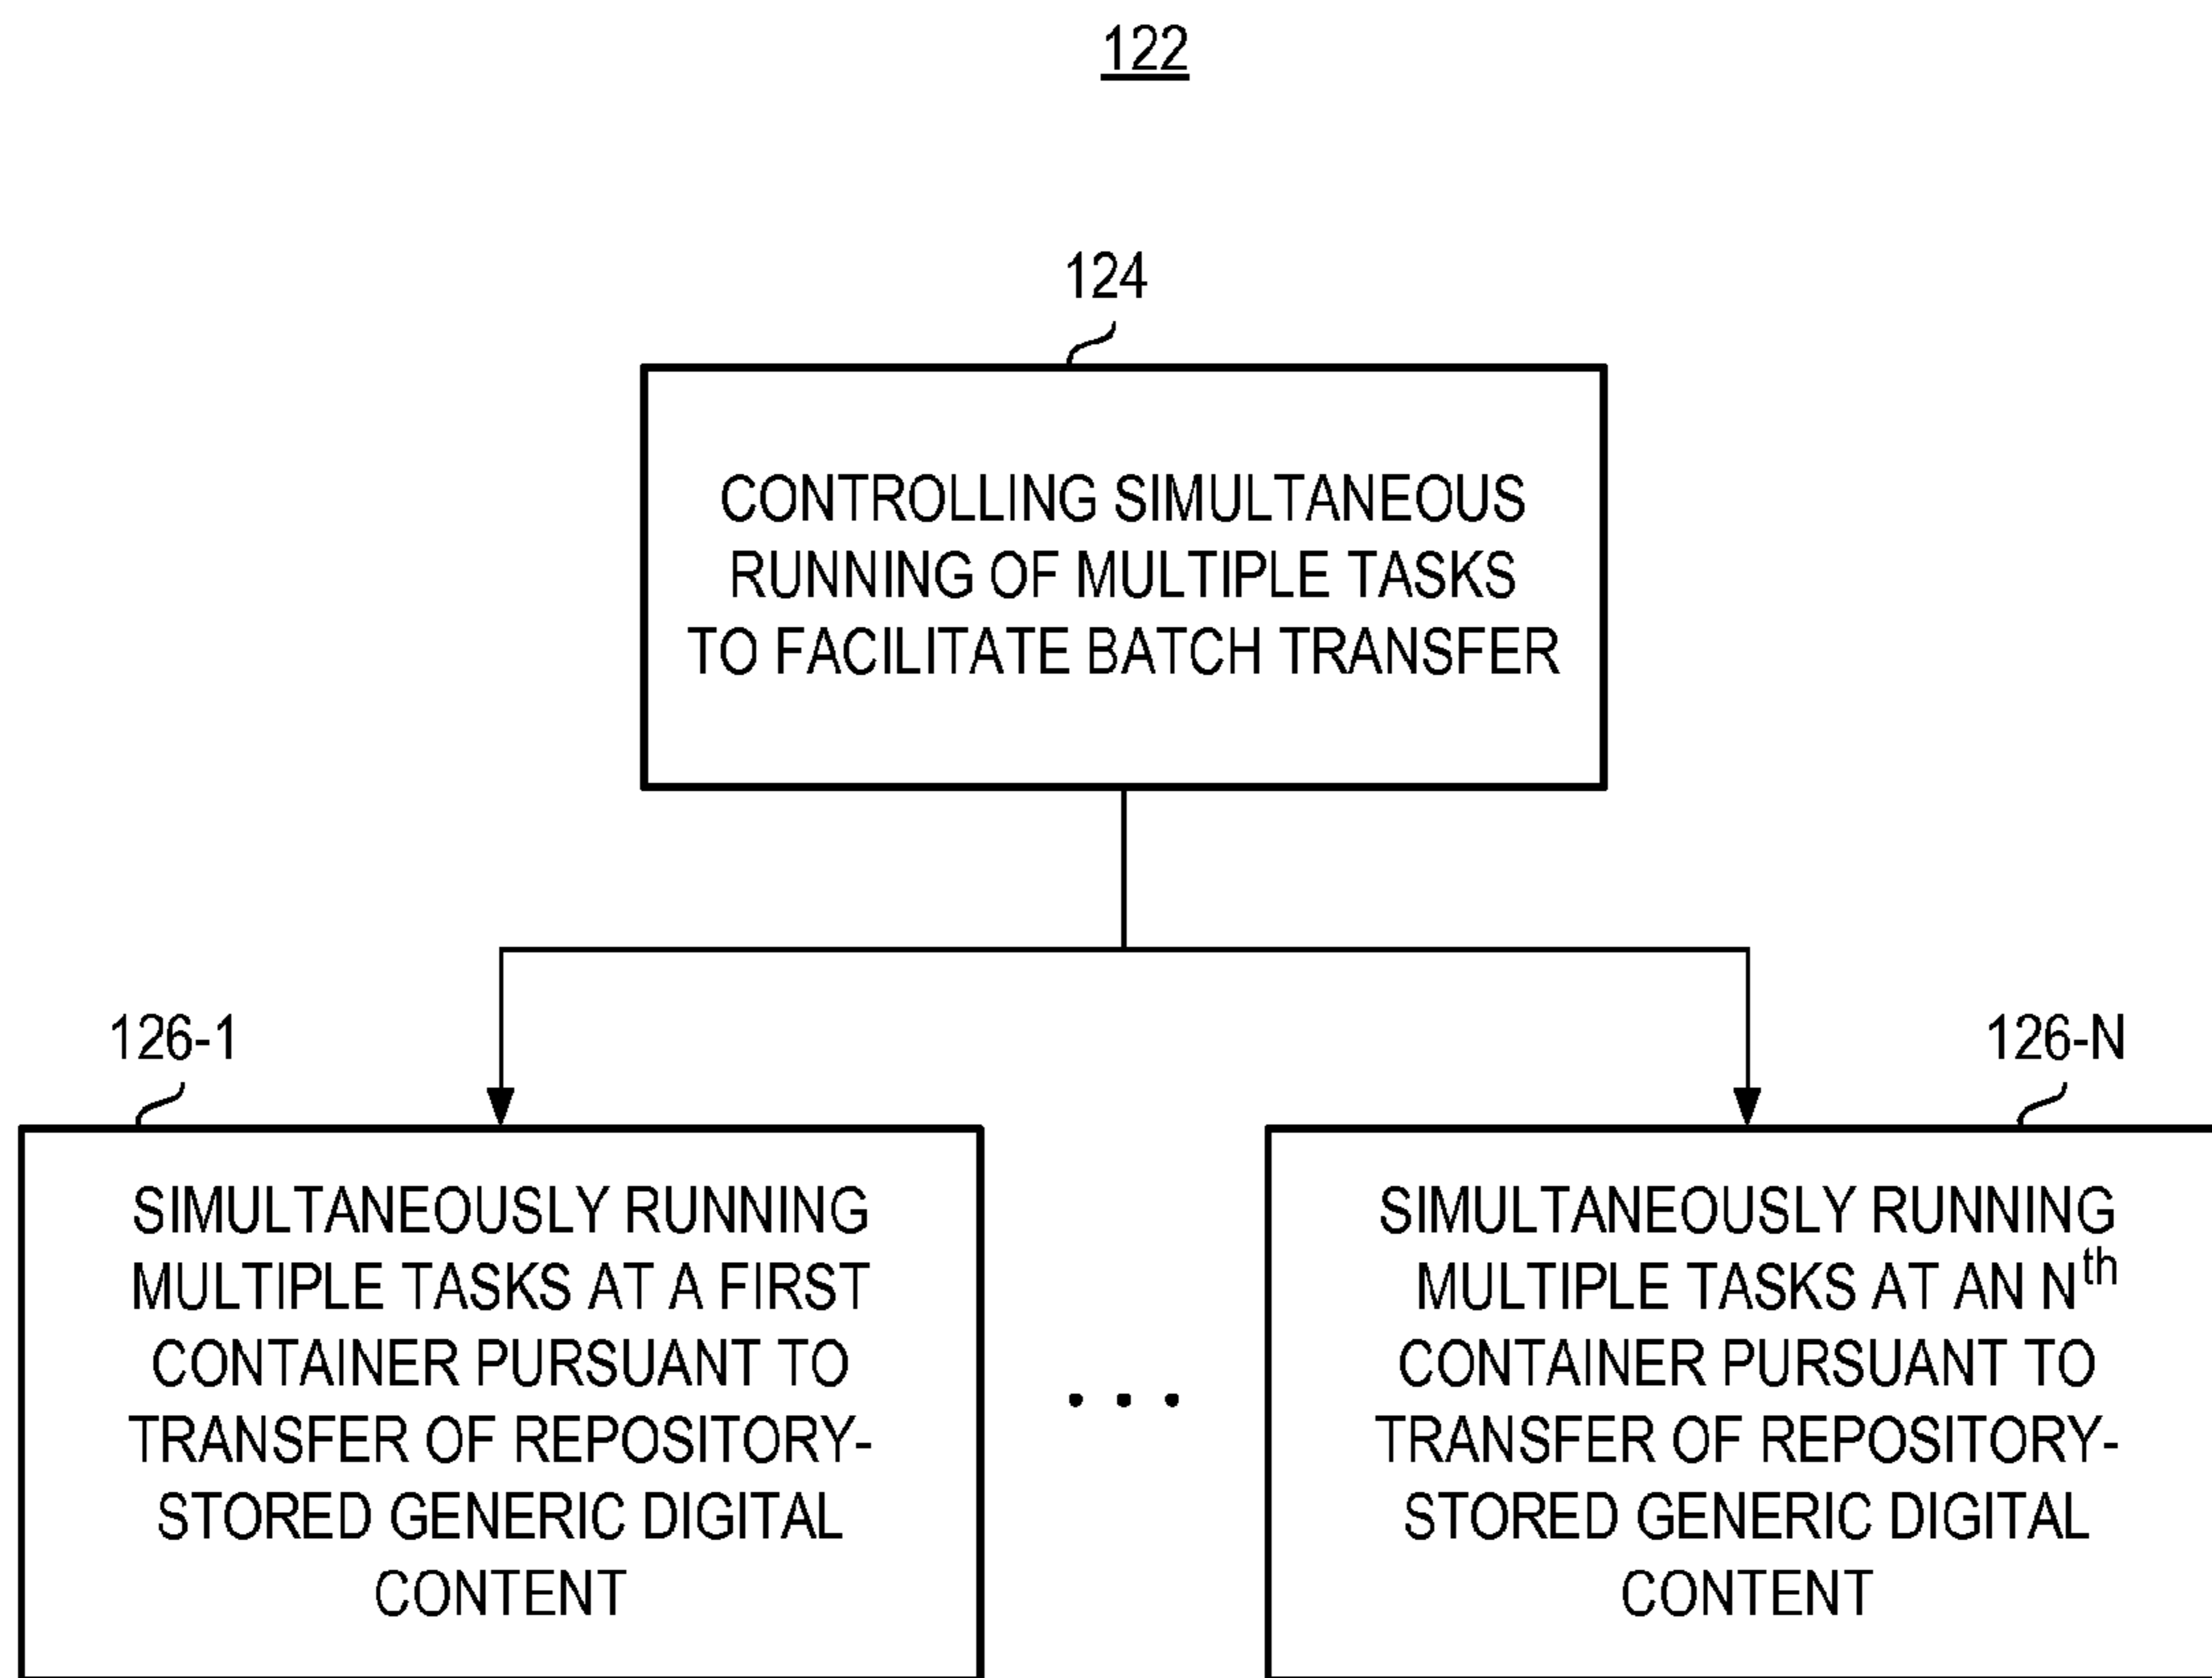 122
124
CONTROLLING SIMULTANEOUS
RUNNING OF MULTIPLE TASKS
TO FACILITATE BATCH TRANSFER
126-1
SIMULTANEOUSLY RUNNING
MULTIPLE TASKS AT A FIRST
CONTAINER PURSUANT TO
TRANSFER OF REPOSITORY-
STORED GENERIC DIGITAL
CONTENT
. . .
126-N
SIMULTANEOUSLY RUNNING
MULTIPLE TASKS AT AN Nth
CONTAINER PURSUANT TO
TRANSFER OF REPOSITORY-
STORED GENERIC DIGITAL
CONTENT